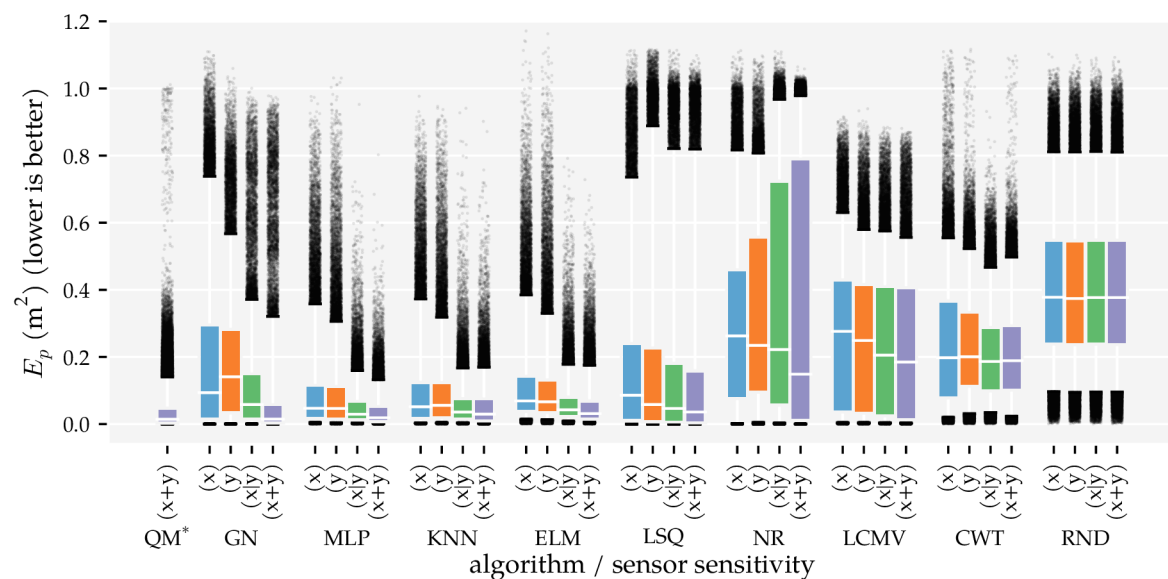 E_p (m²) (lower is better)
1.2
1.0
0.8
0.6
0.4
0.2
0.0
(x+y) (x) (y) (x|y) (x+y) (x) (y) (x|y) (x+y) (x) (y) (x|y) (x+y) (x) (y) (x|y) (x+y) (x) (y) (x|y) (x+y) (x) (y) (x|y) (x+y) (x) (y) (x|y) (x+y) (x) (y) (x|y) (x+y) (x) (y) (x|y) (x+y)
QM* GN MLP KNN ELM LSQ NR LCMV CWT RND
algorithm / sensor sensitivity